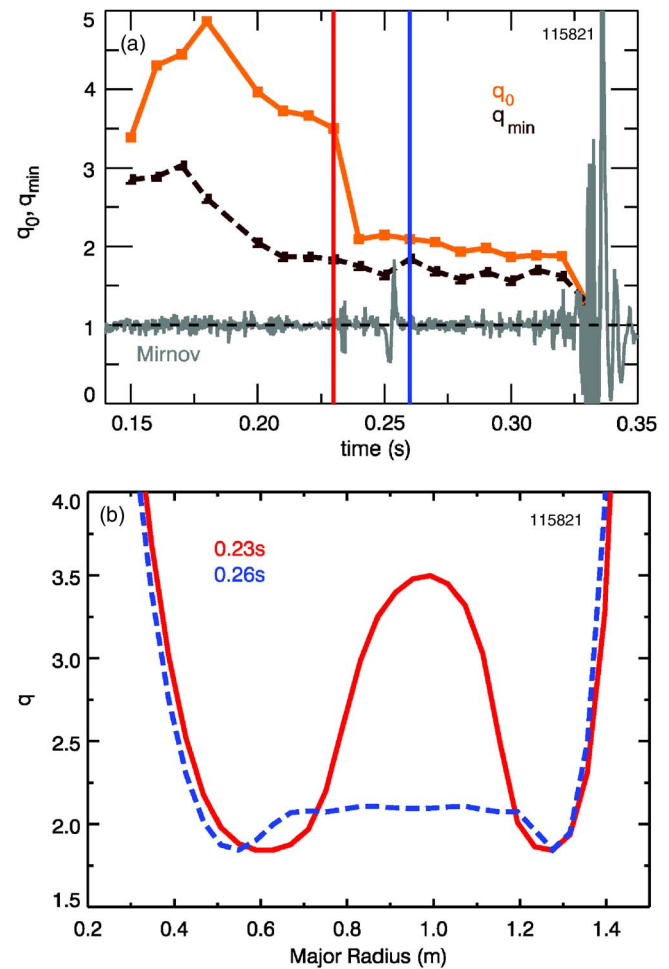 5
(a)
115821
4
q0
qmin
3
q0, qmin
2
1
Mirnov
0
0.15 0.20 0.25 0.30 0.35
time (s)
4.0
(b)
115821
0.23s
0.26s
3.5
3.0
q
2.5
2.0
1.5
0.2 0.4 0.6 0.8 1.0 1.2 1.4
Major Radius (m)